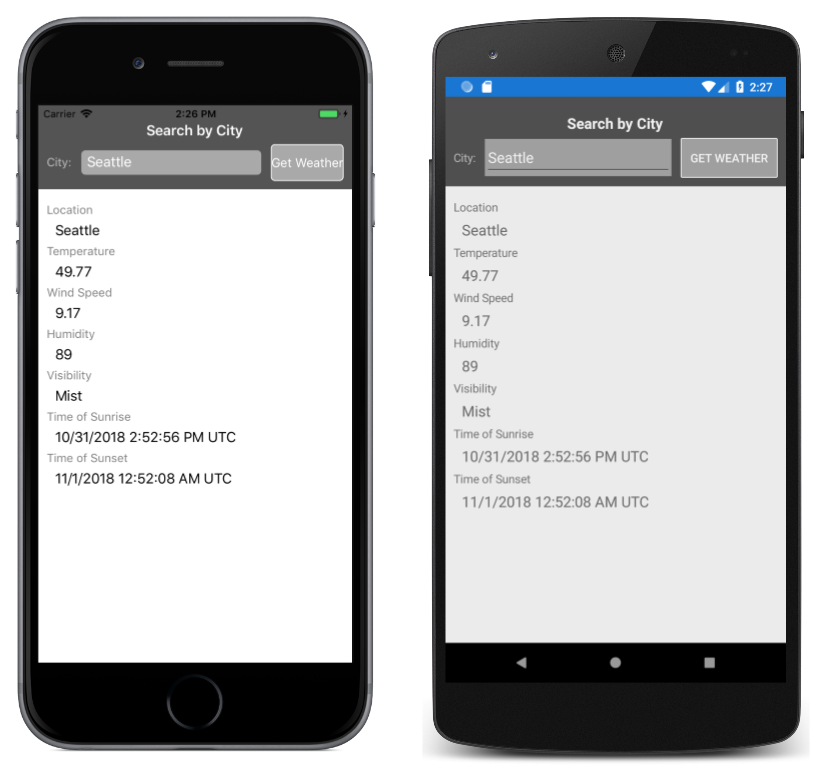 Carrier 2:26 PM
Search by City
City: Seattle Get Weather
Location
Seattle
Temperature
49.77
Wind Speed
9.17
Humidity
89
Visibility
Mist
Time of Sunrise
10/31/2018 2:52:56 PM UTC
Time of Sunset
11/1/2018 12:52:08 AM UTC
2:27
Search by City
City: Seattle GET WEATHER
Location
Seattle
Temperature
49.77
Wind Speed
9.17
Humidity
89
Visibility
Mist
Time of Sunrise
10/31/2018 2:52:56 PM UTC
Time of Sunset
11/1/2018 12:52:08 AM UTC